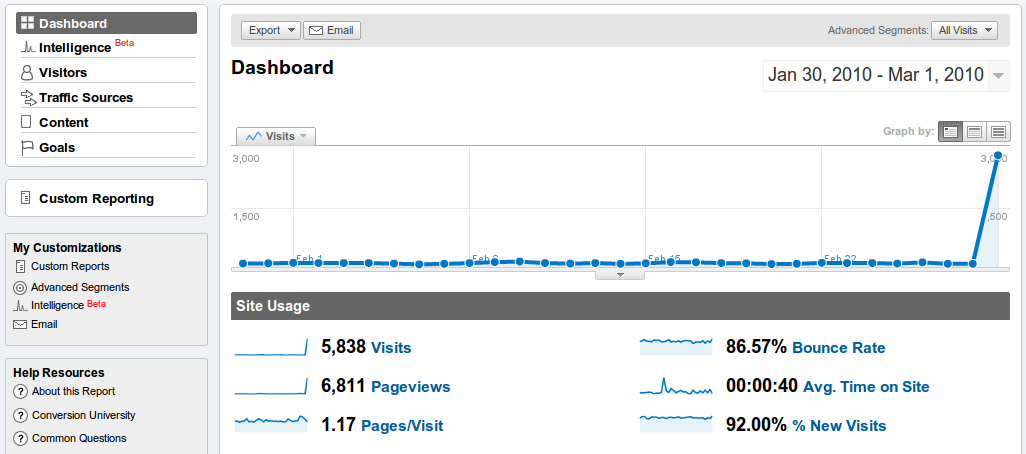 Dashboard
Intelligence Beta
Visitors
Traffic Sources
Content
Goals
Custom Reporting
My Customizations
Custom Reports
Advanced Segments
Intelligence Beta
Email
Help Resources
? About this Report
? Conversion University
? Common Questions
Export Email Advanced Segments: All Visits
Dashboard
Jan 30, 2010 - Mar 1, 2010
Visits Graph by:
3,000
1,500
Feb 1 Feb 8 Feb 15 Feb 22
Site Usage
5,838 Visits 86.57% Bounce Rate
6,811 Pageviews 00:00:40 Avg. Time on Site
1.17 Pages/Visit 92.00% % New Visits